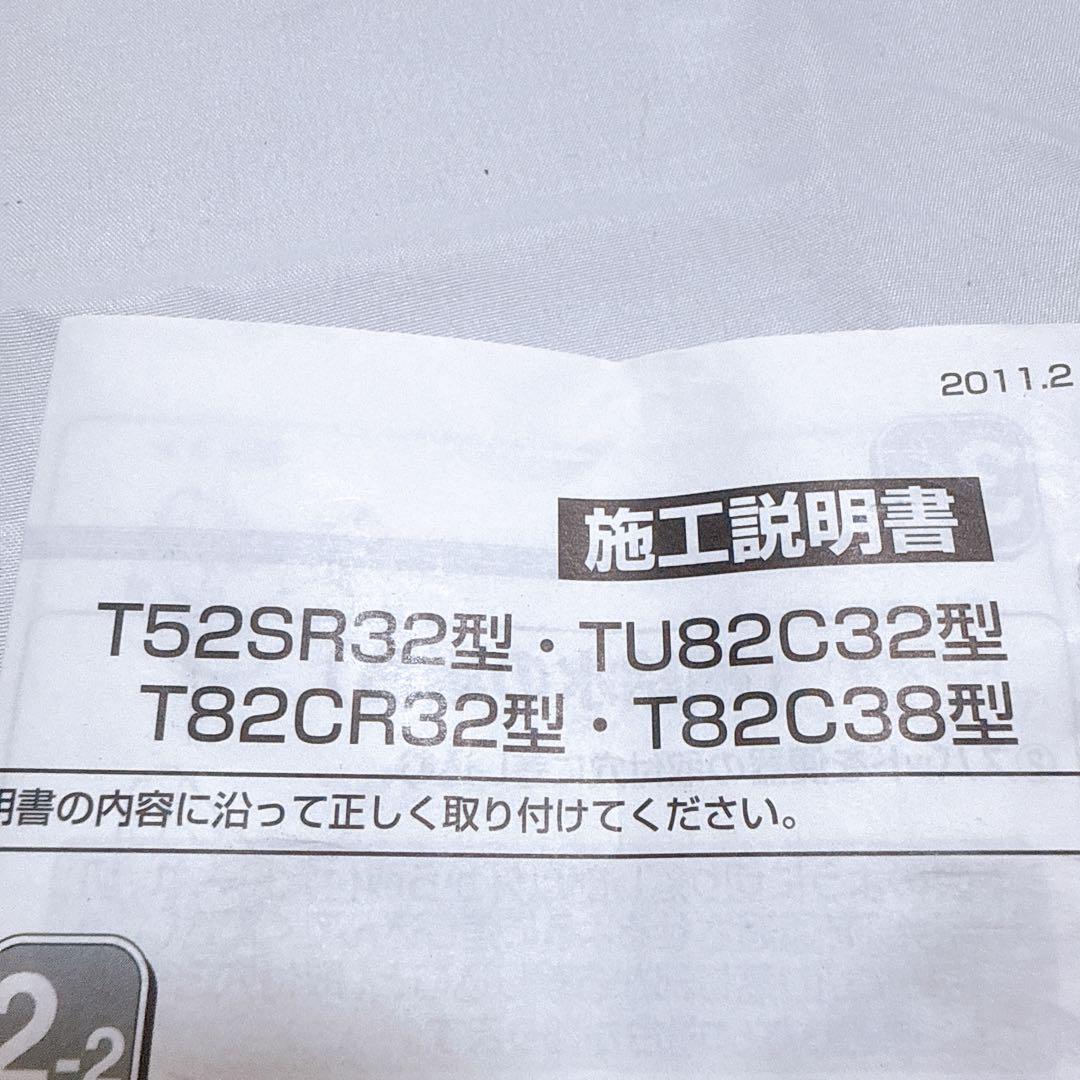 2011.2
施工説明書
T52SR32型・TU82C32型
T82CR32型・T82C38型
明書の内容に沿って正しく取り付けてください。
2-2